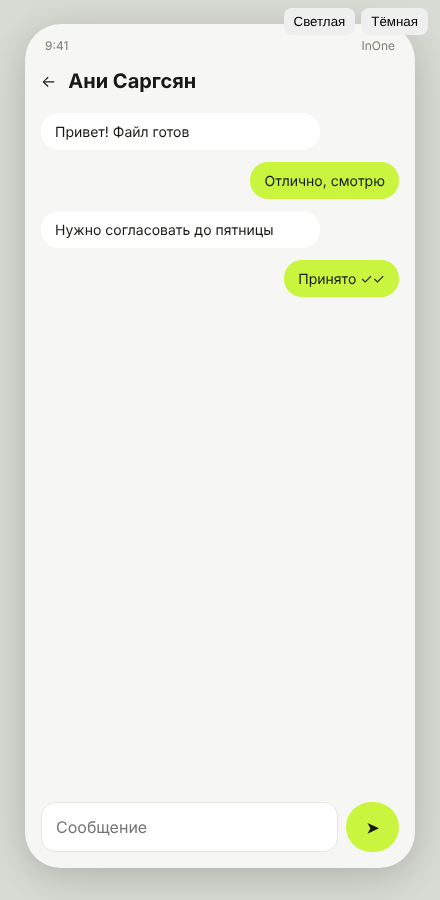 Светлая Тёмная
9:41 InOne
← Ани Саргсян
Привет! Файл готов
Отлично, смотрю
Нужно согласовать до пятницы
Принято ✓✓
Сообщение ➤